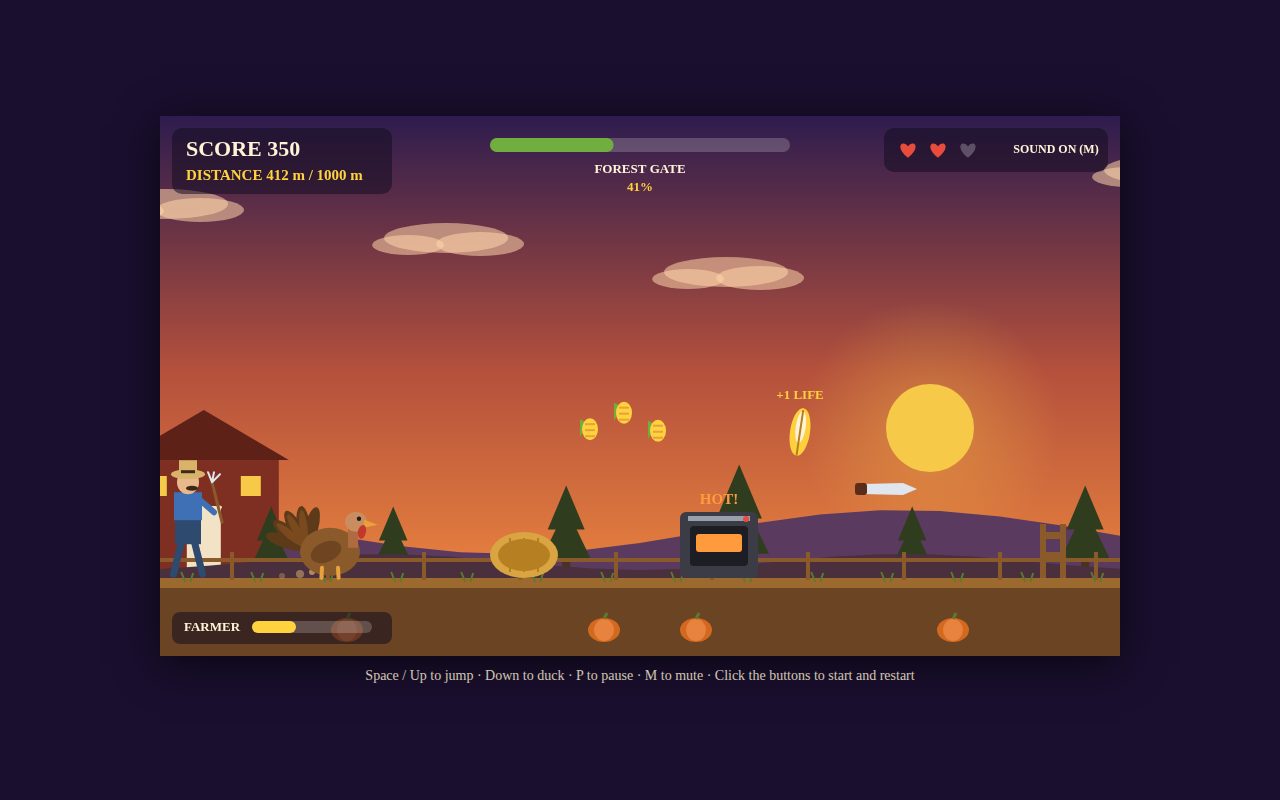 SCORE 350
DISTANCE 412 m / 1000 m
FOREST GATE
41%
SOUND ON (M)
+1 LIFE
HOT!
FARMER
Space / Up to jump · Down to duck · P to pause · M to mute · Click the buttons to start and restart